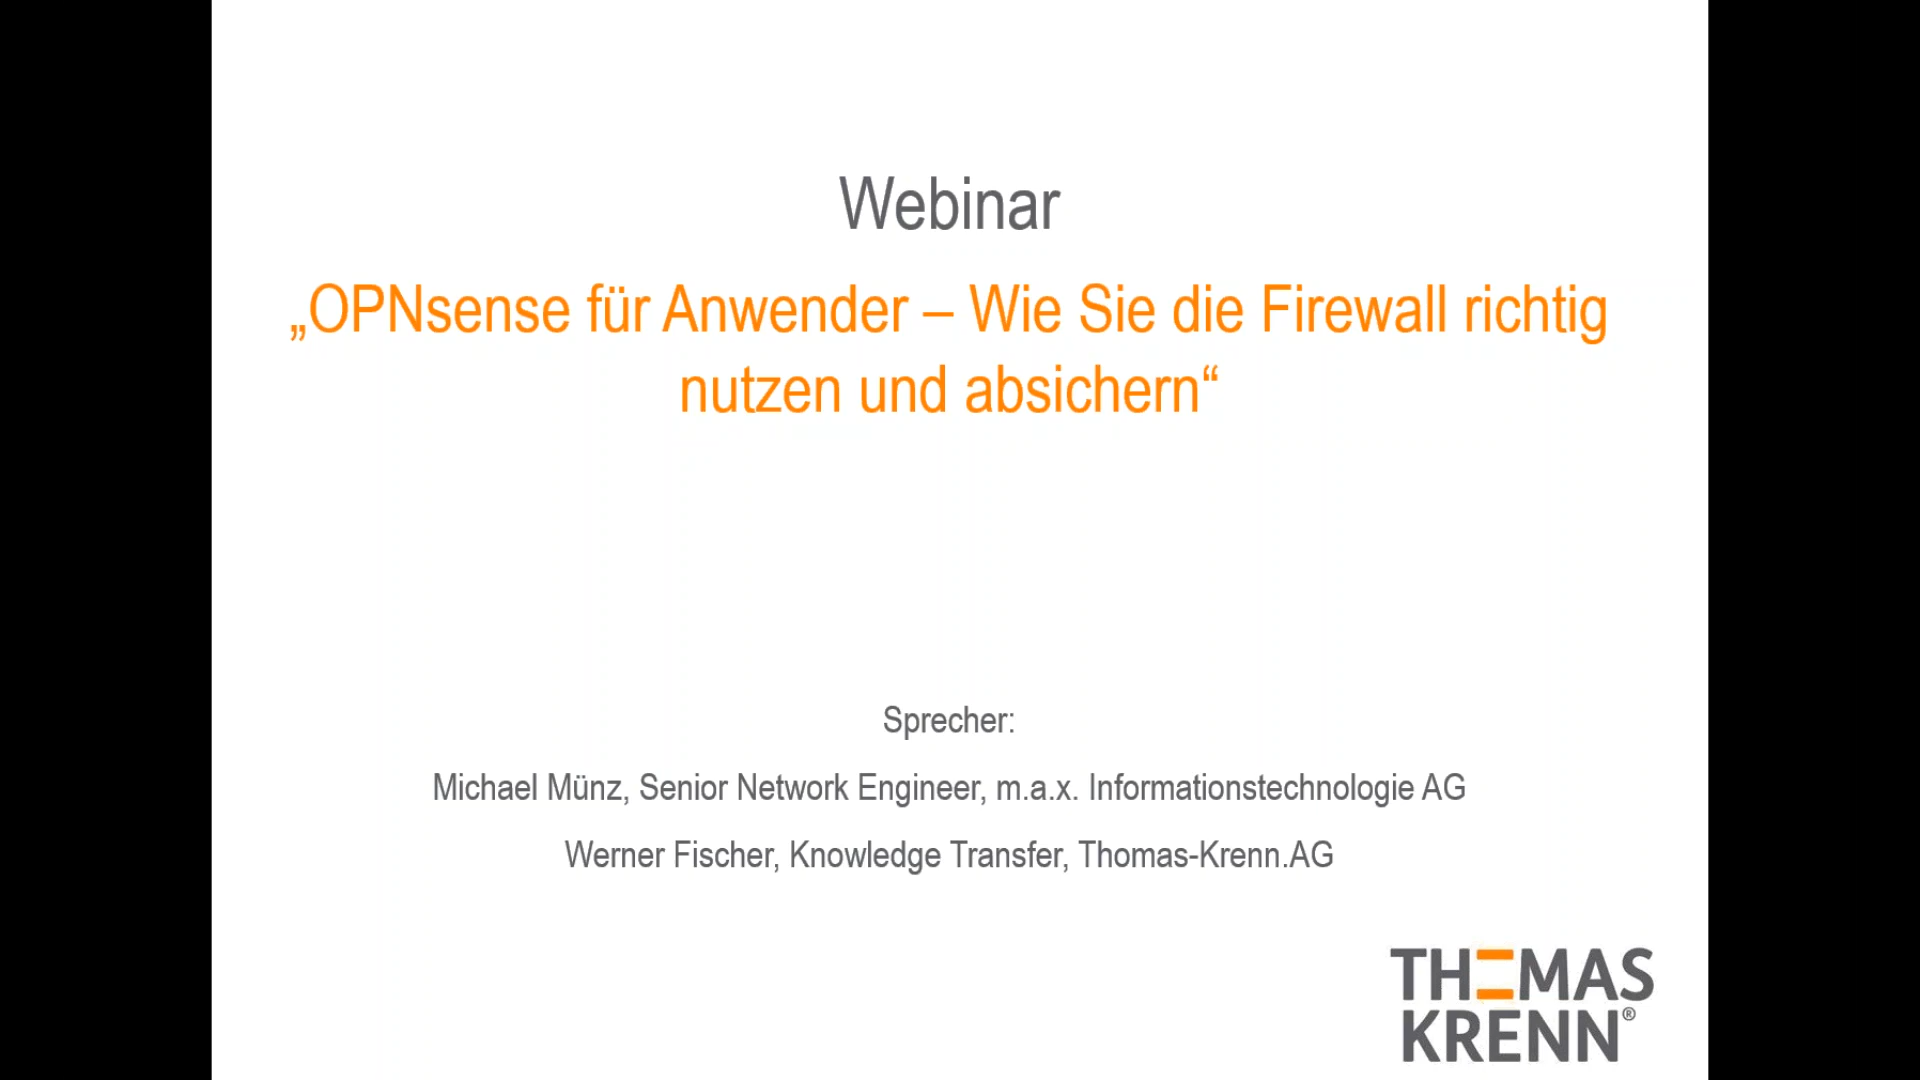 Webinar
„OPNsense für Anwender – Wie Sie die Firewall richtig
nutzen und absichern“
Sprecher:
Michael Münz, Senior Network Engineer, m.a.x. Informationstechnologie AG
Werner Fischer, Knowledge Transfer, Thomas-Krenn.AG
THOMAS
KRENN®